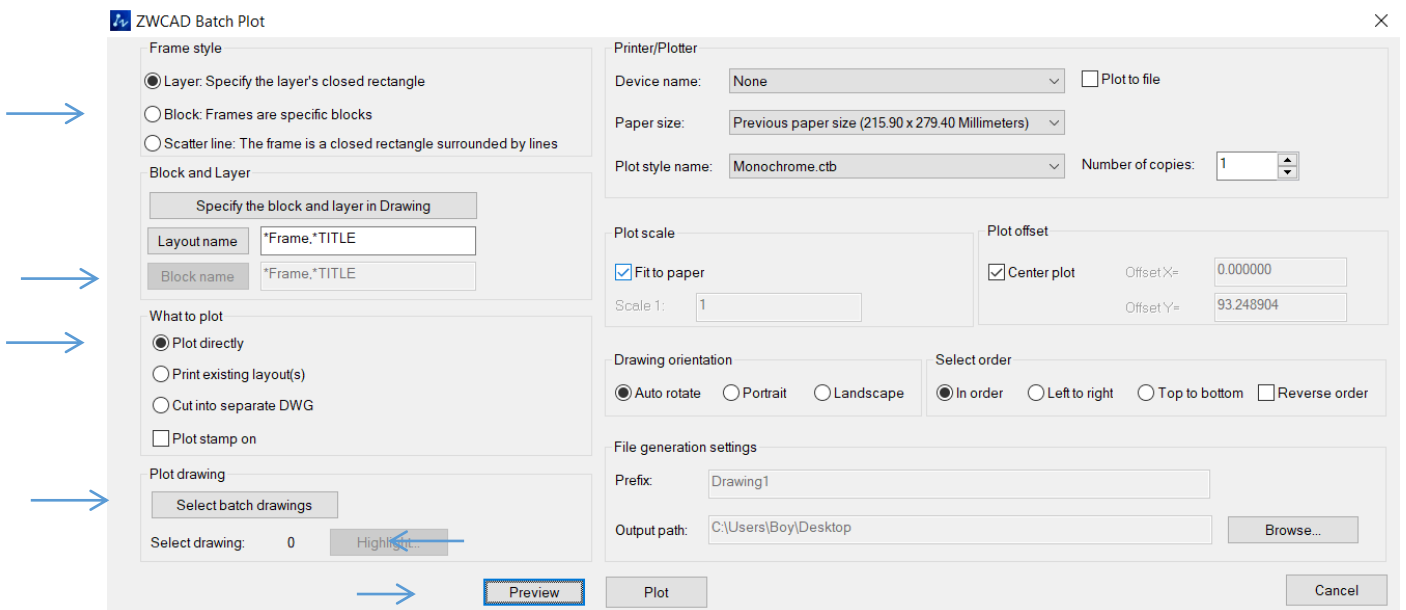 ZWCAD Batch Plot
Frame style
Layer: Specify the layer's closed rectangle
Block: Frames are specific blocks
Scatter line: The frame is a closed rectangle surrounded by lines
Block and Layer
Specify the block and layer in Drawing
Layout name *Frame,*TITLE
Block name *Frame,*TITLE
What to plot
Plot directly
Print existing layout(s)
Cut into separate DWG
Plot stamp on
Plot drawing
Select batch drawings
Select drawing: 0 Highlight...
Printer/Plotter
Device name: None Plot to file
Paper size: Previous paper size (215.90 x 279.40 Millimeters)
Plot style name: Monochrome.ctb Number of copies: 1
Plot scale
Fit to paper
Scale 1: 1
Plot offset
Center plot Offset X= 0.000000
Offset Y= 93.248904
Drawing orientation
Auto rotate Portrait Landscape
Select order
In order Left to right Top to bottom Reverse order
File generation settings
Prefix: Drawing1
Output path: C:\Users\Boy\Desktop Browse...
Preview Plot Cancel